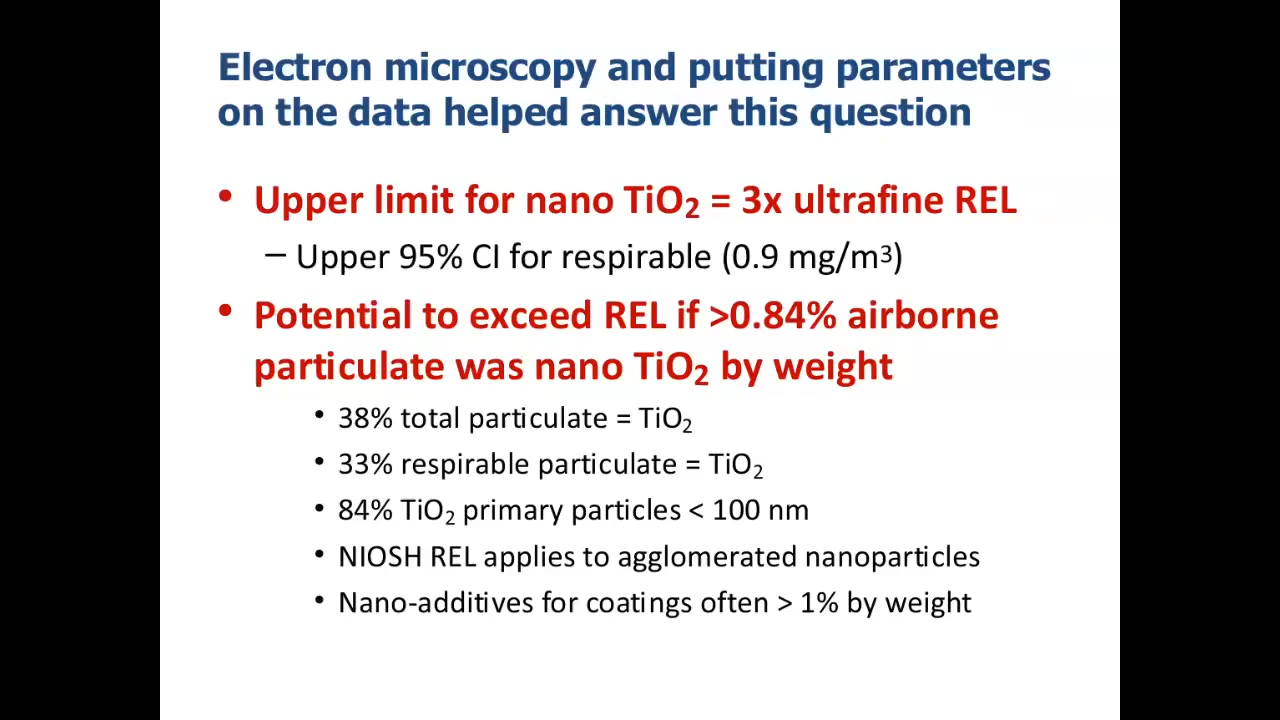 Electron microscopy and putting parameters
on the data helped answer this question
• Upper limit for nano TiO₂ = 3x ultrafine REL
– Upper 95% CI for respirable (0.9 mg/m³)
• Potential to exceed REL if >0.84% airborne
particulate was nano TiO₂ by weight
• 38% total particulate = TiO₂
• 33% respirable particulate = TiO₂
• 84% TiO₂ primary particles < 100 nm
• NIOSH REL applies to agglomerated nanoparticles
• Nano-additives for coatings often > 1% by weight